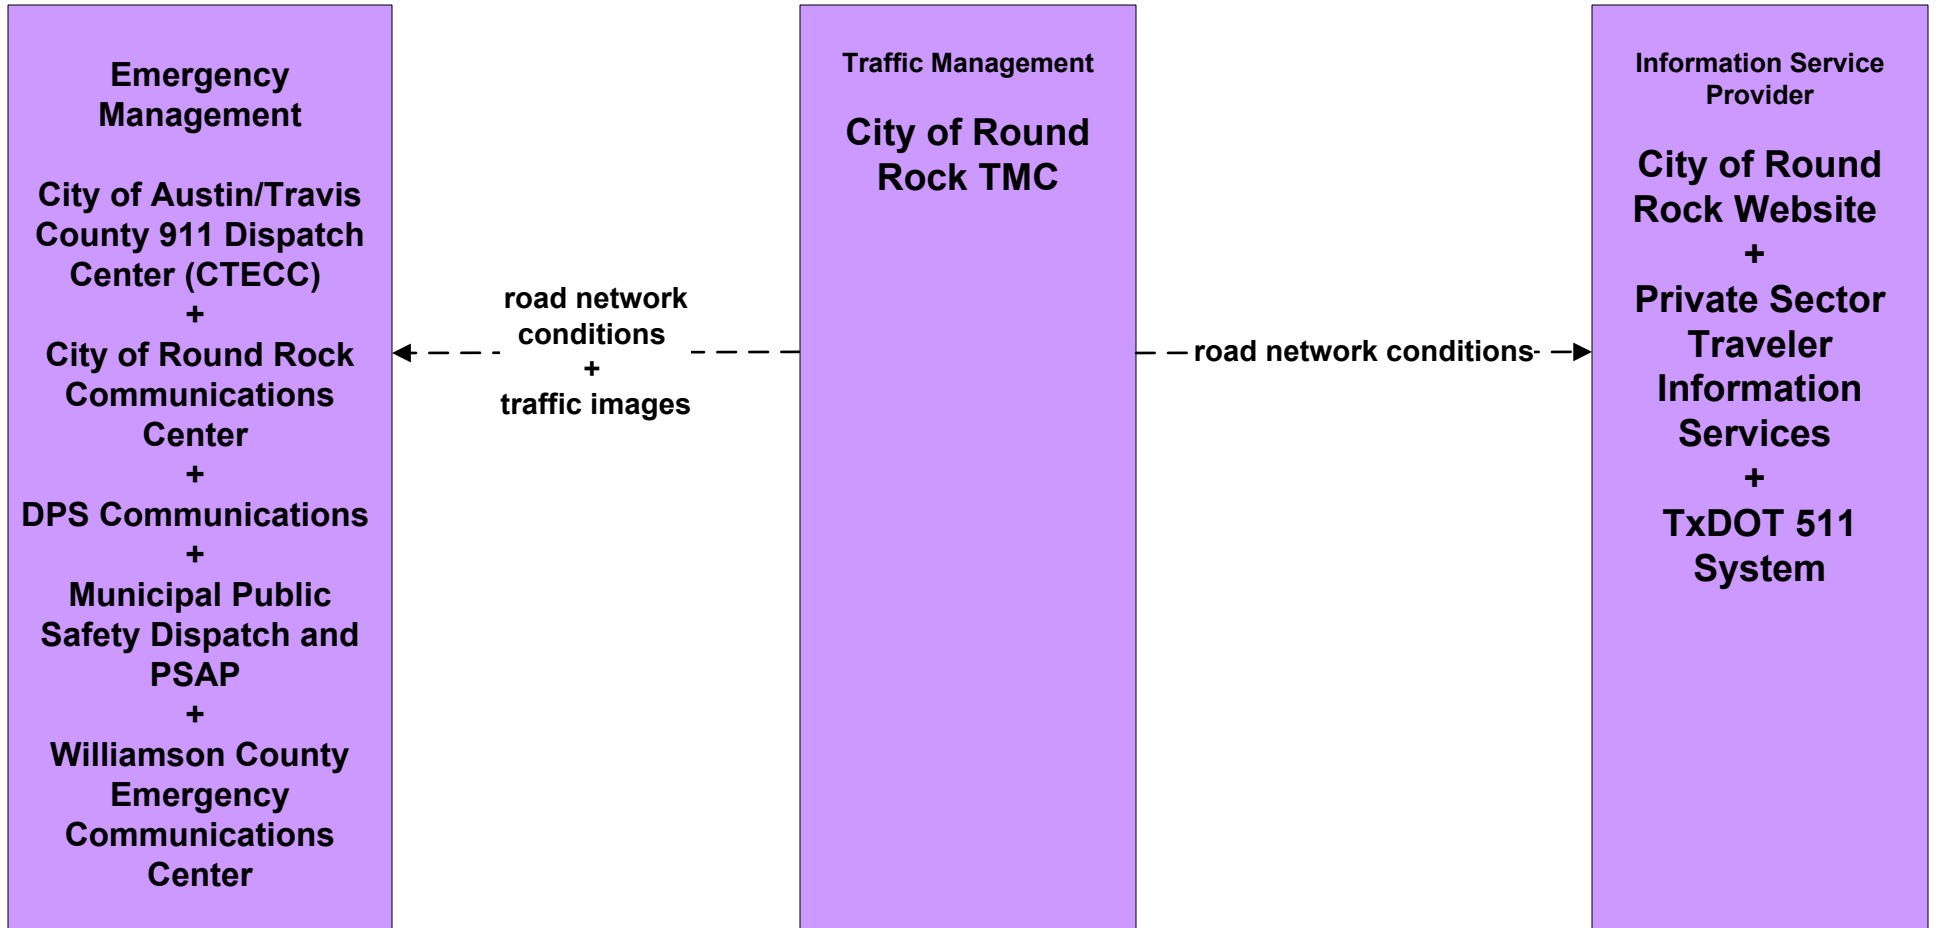 Emergency
Management
City of Austin/Travis
County 911 Dispatch
Center (CTECC)
+
City of Round Rock
Communications
Center
+
DPS Communications
+
Municipal Public
Safety Dispatch and
PSAP
+
Williamson County
Emergency
Communications
Center
road network
conditions
+
traffic images
Traffic Management
City of Round
Rock TMC
road network conditions
Information Service
Provider
City of Round
Rock Website
+
Private Sector
Traveler
Information
Services
+
TxDOT 511
System